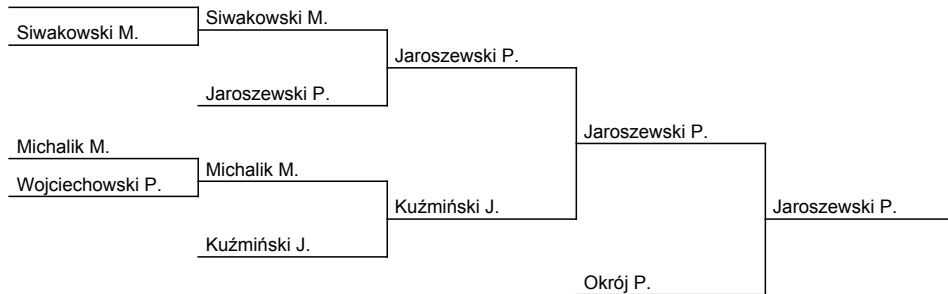 Siwakowski M.
Siwakowski M.
Jaroszewski P.
Jaroszewski P.
Jaroszewski P.
Michalik M.
Michalik M.
Wojciechowski P.
Kuźmiński J.
Jaroszewski P.
Kuźmiński J.
Okrój P.